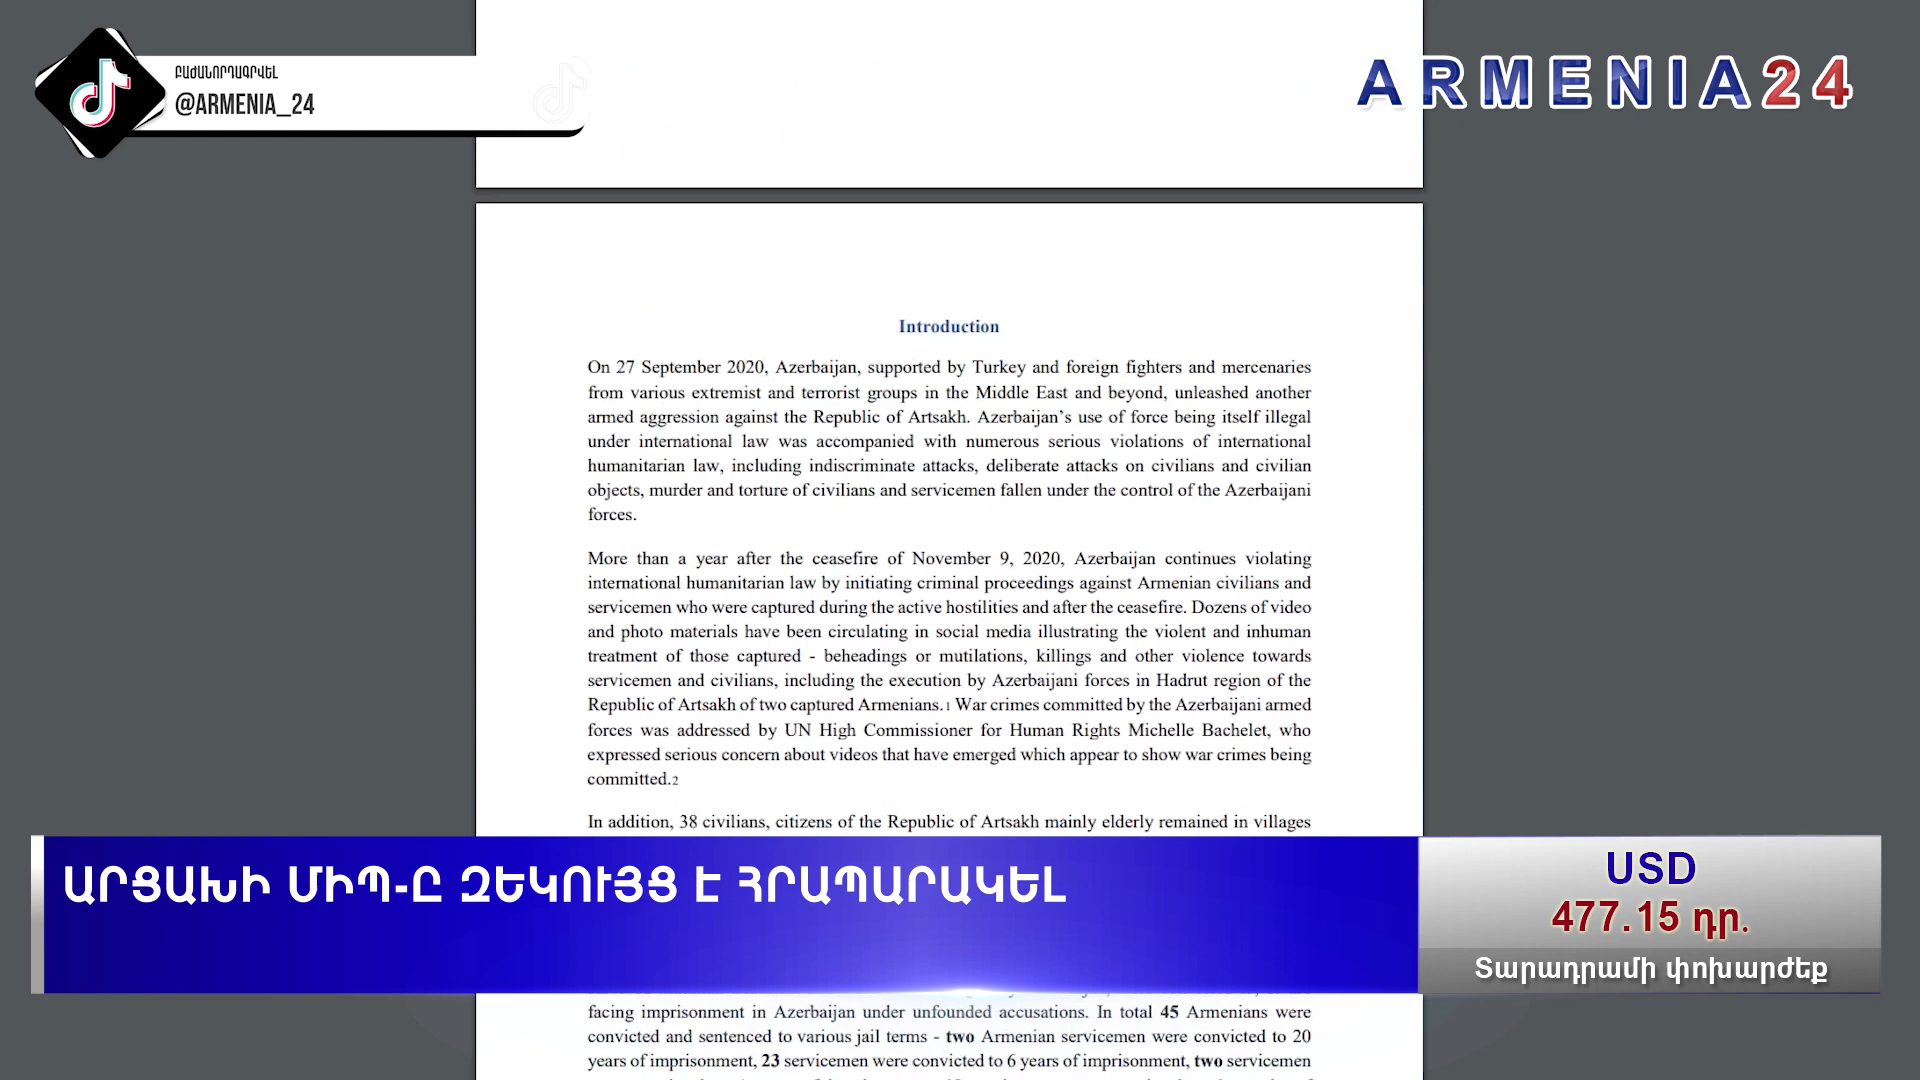 ԲԱԺԱՆՈՐԴԱԳՐՎԵԼ
@ARMENIA_24
ARMENIA24
Introduction
On 27 September 2020, Azerbaijan, supported by Turkey and foreign fighters and mercenaries
from various extremist and terrorist groups in the Middle East and beyond, unleashed another
armed aggression against the Republic of Artsakh. Azerbaijan’s use of force being itself illegal
under international law was accompanied with numerous serious violations of international
humanitarian law, including indiscriminate attacks, deliberate attacks on civilians and civilian
objects, murder and torture of civilians and servicemen fallen under the control of the Azerbaijani
forces.
More than a year after the ceasefire of November 9, 2020, Azerbaijan continues violating
international humanitarian law by initiating criminal proceedings against Armenian civilians and
servicemen who were captured during the active hostilities and after the ceasefire. Dozens of video
and photo materials have been circulating in social media illustrating the violent and inhuman
treatment of those captured - beheadings or mutilations, killings and other violence towards
servicemen and civilians, including the execution by Azerbaijani forces in Hadrut region of the
Republic of Artsakh of two captured Armenians.1 War crimes committed by the Azerbaijani armed
forces was addressed by UN High Commissioner for Human Rights Michelle Bachelet, who
expressed serious concern about videos that have emerged which appear to show war crimes being
committed.2
In addition, 38 civilians, citizens of the Republic of Artsakh mainly elderly remained in villages
ԱՐՑԱԽԻ ՄԻՊ-Ը ԶԵԿՈՒՅՑ Է ՀՐԱՊԱՐԱԿԵԼ
USD
477.15 դր.
Տարադրամի փոխարժեք
facing imprisonment in Azerbaijan under unfounded accusations. In total 45 Armenians were
convicted and sentenced to various jail terms - two Armenian servicemen were convicted to 20
years of imprisonment, 23 servicemen were convicted to 6 years of imprisonment, two servicemen